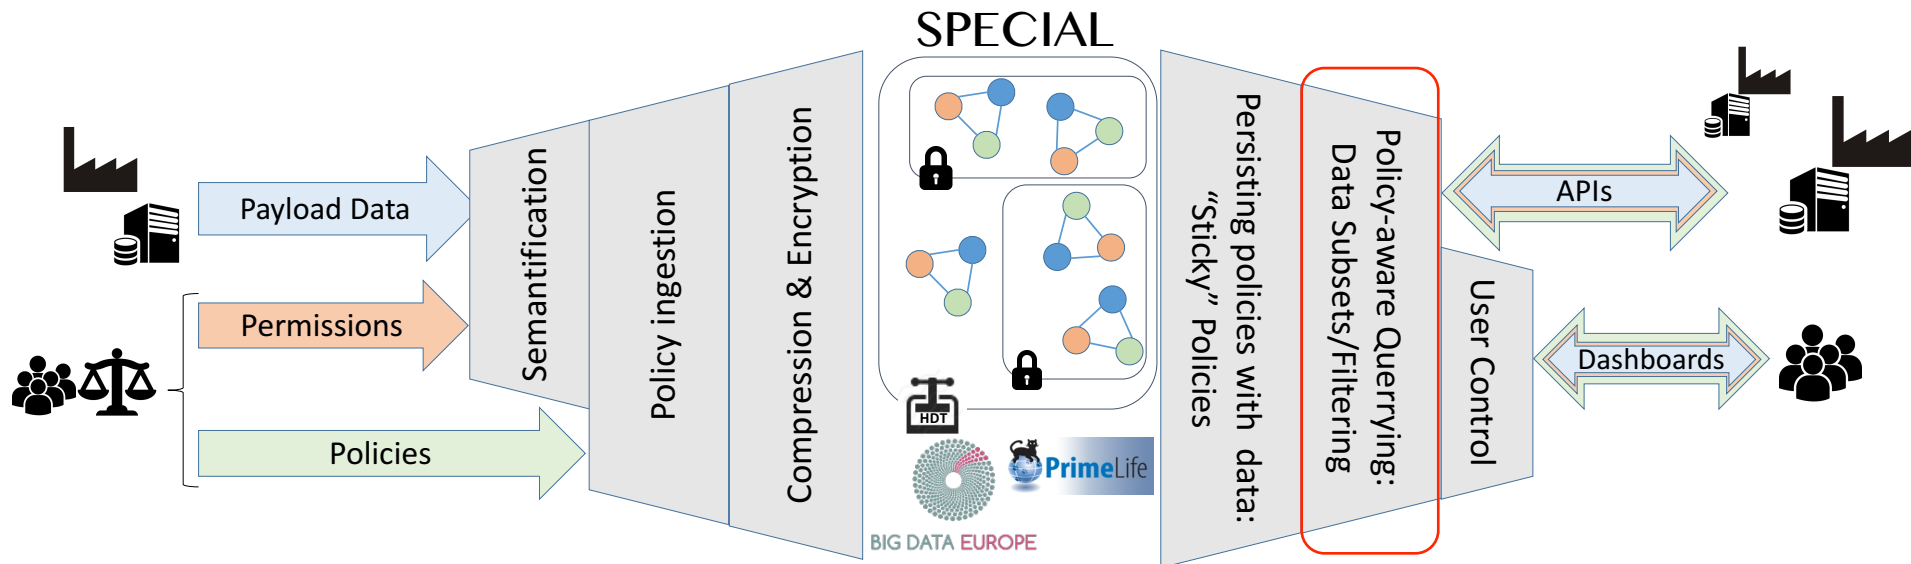 SPECIAL
Payload Data
Permissions
Policies
Semantification
Policy ingestion
Compression & Encryption
HDT
BIG DATA EUROPE
PrimeLife
Persisting policies with data:
“Sticky” Policies
Policy-aware Querrying:
Data Subsets/Filtering
User Control
APIs
Dashboards